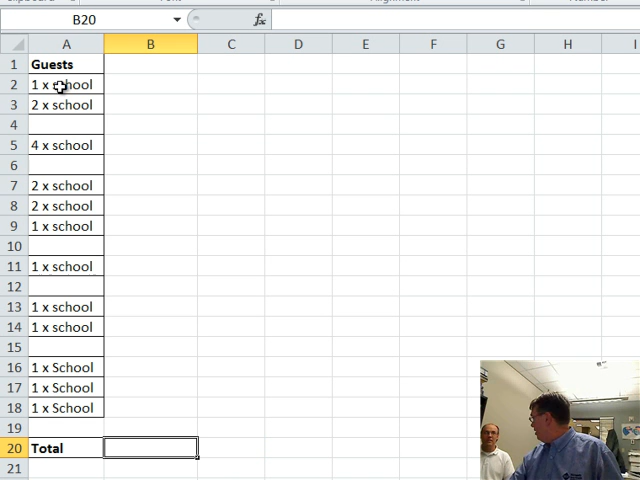 B20
fx
A B C D E F G H I
1 Guests
2 1 x school
3 2 x school
4
5 4 x school
6
7 2 x school
8 2 x school
9 1 x school
10
11 1 x school
12
13 1 x school
14 1 x school
15
16 1 x School
17 1 x School
18 1 x School
19
20 Total
21